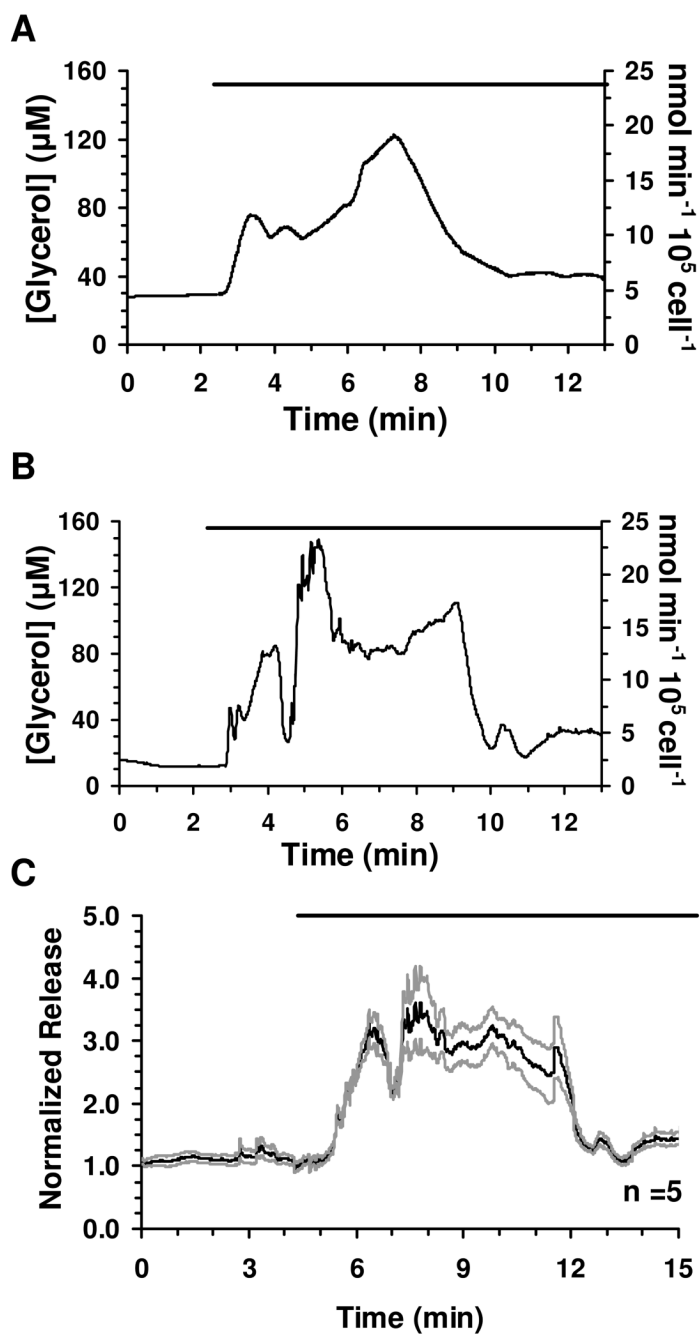 A
160
120
80
40
0
[Glycerol] (µM)
25
20
15
10
5
0
nmol min⁻¹ 10⁵ cell⁻¹
0 2 4 6 8 10 12
Time (min)
B
160
120
80
40
0
[Glycerol] (µM)
25
20
15
10
5
0
nmol min⁻¹ 10⁵ cell⁻¹
0 2 4 6 8 10 12
Time (min)
C
5.0
4.0
3.0
2.0
1.0
0.0
Normalized Release
n =5
0 3 6 9 12 15
Time (min)